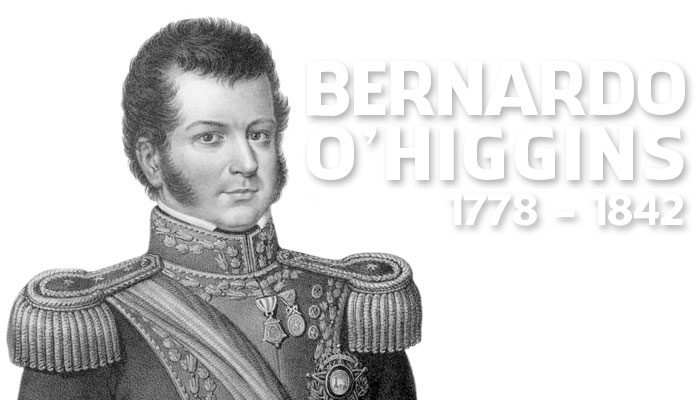 BERNARDO
O'HIGGINS
1778 - 1842